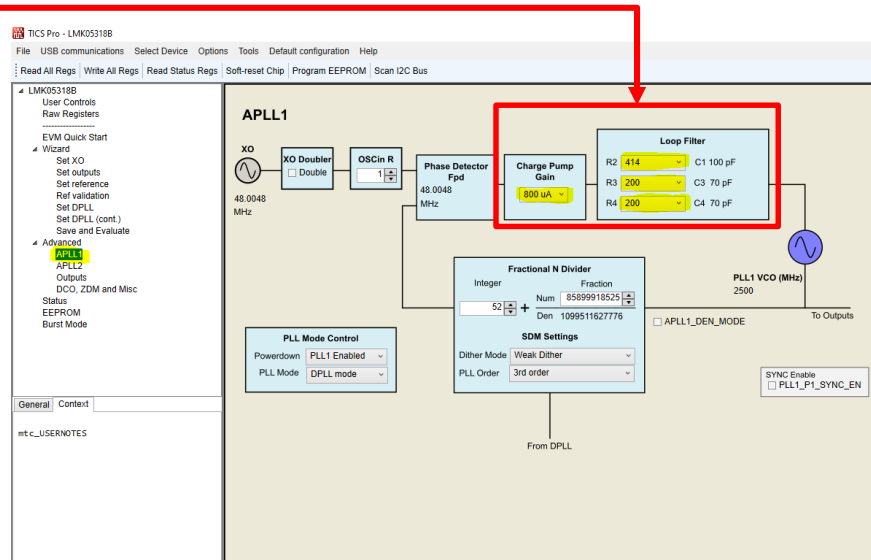 TICS Pro - LMK05318B
File USB communications Select Device Options Tools Default configuration Help
Read All Regs Write All Regs Read Status Regs Soft-reset Chip Program EEPROM Scan I2C Bus
LMK05318B
User Controls
Raw Registers
------------------
EVM Quick Start
Wizard
Set XO
Set outputs
Set reference
Ref validation
Set DPLL
Set DPLL (cont.)
Save and Evaluate
Advanced
APLL1
APLL2
Outputs
DCO, ZDM and Misc
Status
EEPROM
Burst Mode
General Context
mtc_USERNOTES
APLL1
XO
48.0048
MHz
XO Doubler
Double
OSCin R
1
Phase Detector
Fpd
48.0048
MHz
Charge Pump
Gain
800 uA
Loop Filter
R2 414 C1 100 pF
R3 200 C3 70 pF
R4 200 C4 70 pF
PLL1 VCO (MHz)
2500
To Outputs
Fractional N Divider
Integer Fraction
52 + Num 85899918525
Den 1099511627776
SDM Settings
Dither Mode Weak Dither
PLL Order 3rd order
APLL1_DEN_MODE
PLL Mode Control
Powerdown PLL1 Enabled
PLL Mode DPLL mode
SYNC Enable
PLL1_P1_SYNC_EN
From DPLL